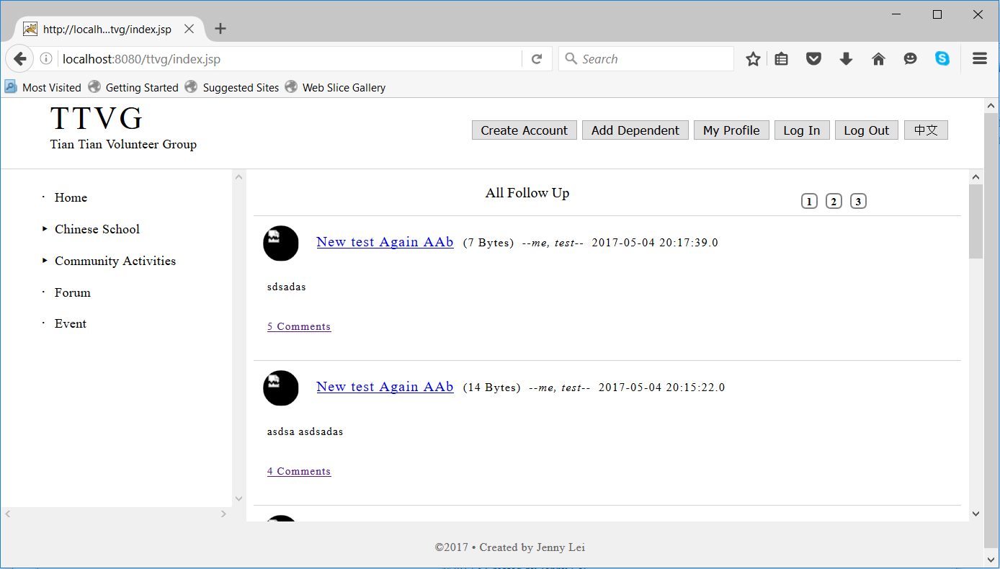 http://localh...tvg/index.jsp
localhost:8080/ttvg/index.jsp
Search
Most Visited Getting Started Suggested Sites Web Slice Gallery
TTVG
Tian Tian Volunteer Group
Create Account Add Dependent My Profile Log In Log Out 中文
Home
Chinese School
Community Activities
Forum
Event
All Follow Up
1 2 3
New test Again AAb (7 Bytes) --me, test-- 2017-05-04 20:17:39.0
sdsadas
5 Comments
New test Again AAb (14 Bytes) --me, test-- 2017-05-04 20:15:22.0
asdsa asdsadas
4 Comments
©2017 • Created by Jenny Lei